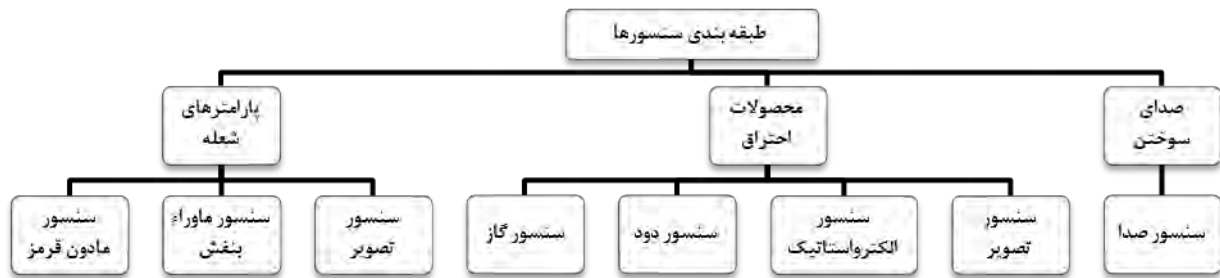 طبقه بندی سنسورها
صدای
سوختن
محصولات
احتراق
پارامترهای
شعله
سنسور صدا
سنسور
تصویر
سنسور
الکترواستاتیک
سنسور دود
سنسور گاز
سنسور
تصویر
سنسور ماوراء
بنفش
سنسور
مادون قرمز